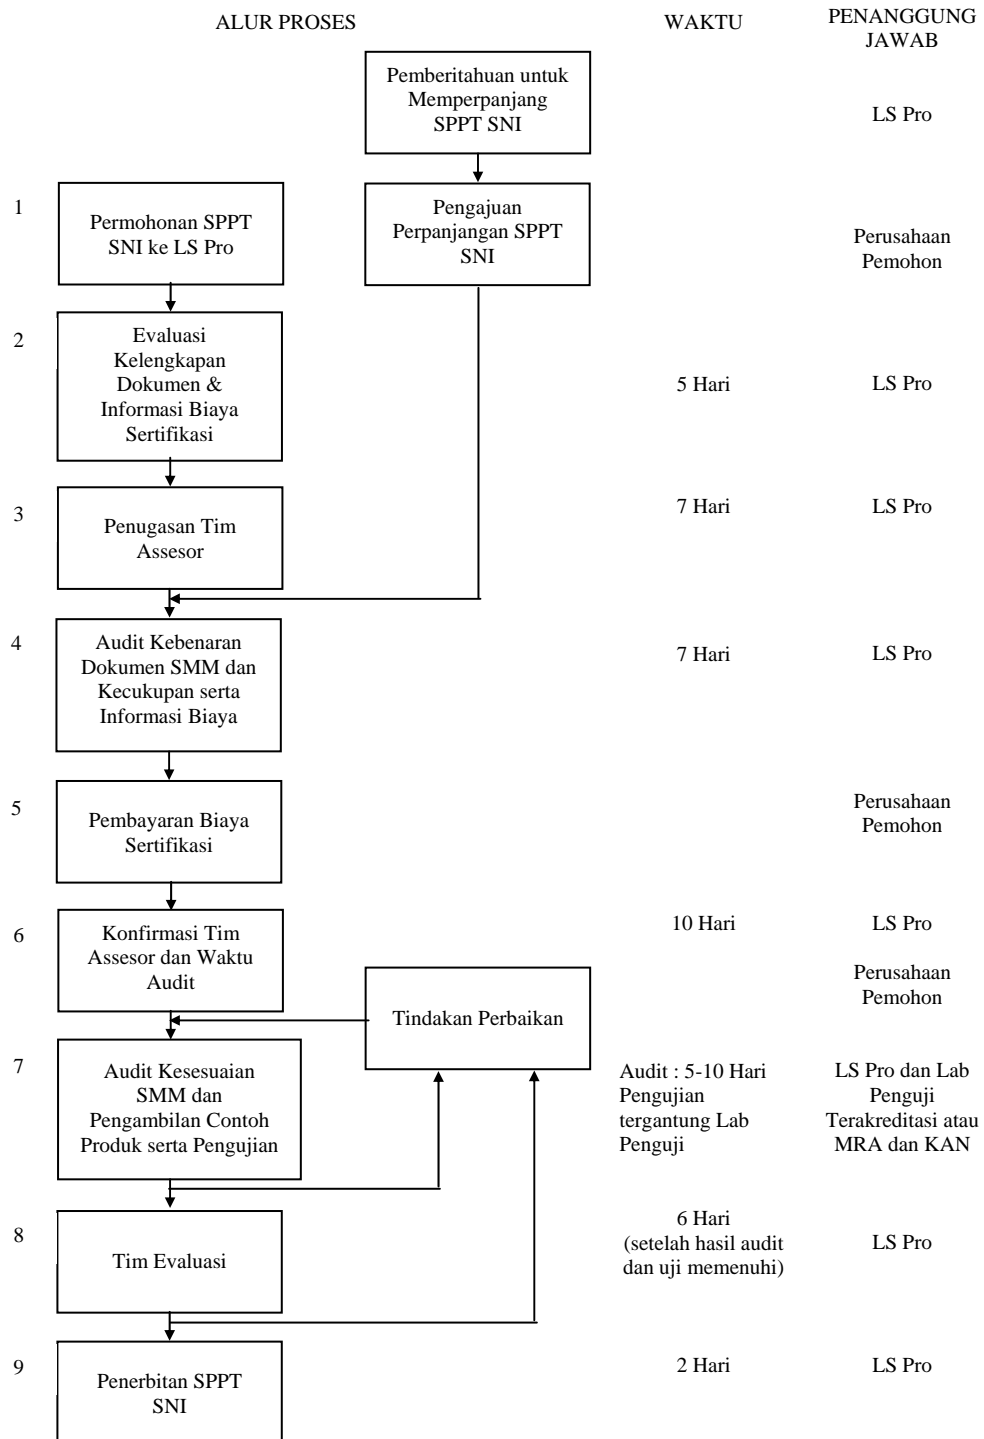 ALUR PROSES
WAKTU
PENANGGUNG
JAWAB
Pemberitahuan untuk
Memperpanjang
SPPT SNI
LS Pro
1
Permohonan SPPT
SNI ke LS Pro
Pengajuan
Perpanjangan SPPT
SNI
Perusahaan
Pemohon
2
Evaluasi
Kelengkapan
Dokumen &
Informasi Biaya
Sertifikasi
5 Hari
LS Pro
3
Penugasan Tim
Assesor
7 Hari
LS Pro
4
Audit Kebenaran
Dokumen SMM dan
Kecukupan serta
Informasi Biaya
7 Hari
LS Pro
5
Pembayaran Biaya
Sertifikasi
Perusahaan
Pemohon
6
Konfirmasi Tim
Assesor dan Waktu
Audit
10 Hari
LS Pro
Perusahaan
Pemohon
Tindakan Perbaikan
7
Audit Kesesuaian
SMM dan
Pengambilan Contoh
Produk serta Pengujian
Audit : 5-10 Hari
Pengujian
tergantung Lab
Penguji
LS Pro dan Lab
Penguji
Terakreditasi atau
MRA dan KAN
8
Tim Evaluasi
6 Hari
(setelah hasil audit
dan uji memenuhi)
LS Pro
9
Penerbitan SPPT
SNI
2 Hari
LS Pro